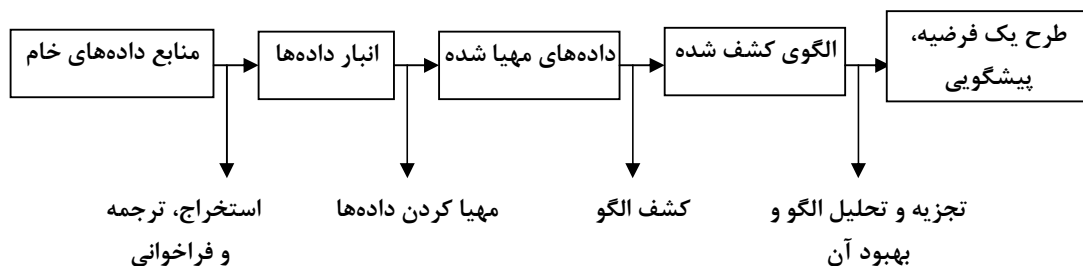 منابع داده‌های خام
انبار داده‌ها
داده‌های مهیا شده
الگوی کشف شده
طرح یک فرضیه،
پیشگویی
استخراج، ترجمه
و فراخوانی
مهیا کردن داده‌ها
کشف الگو
تجزیه و تحلیل الگو و
بهبود آن